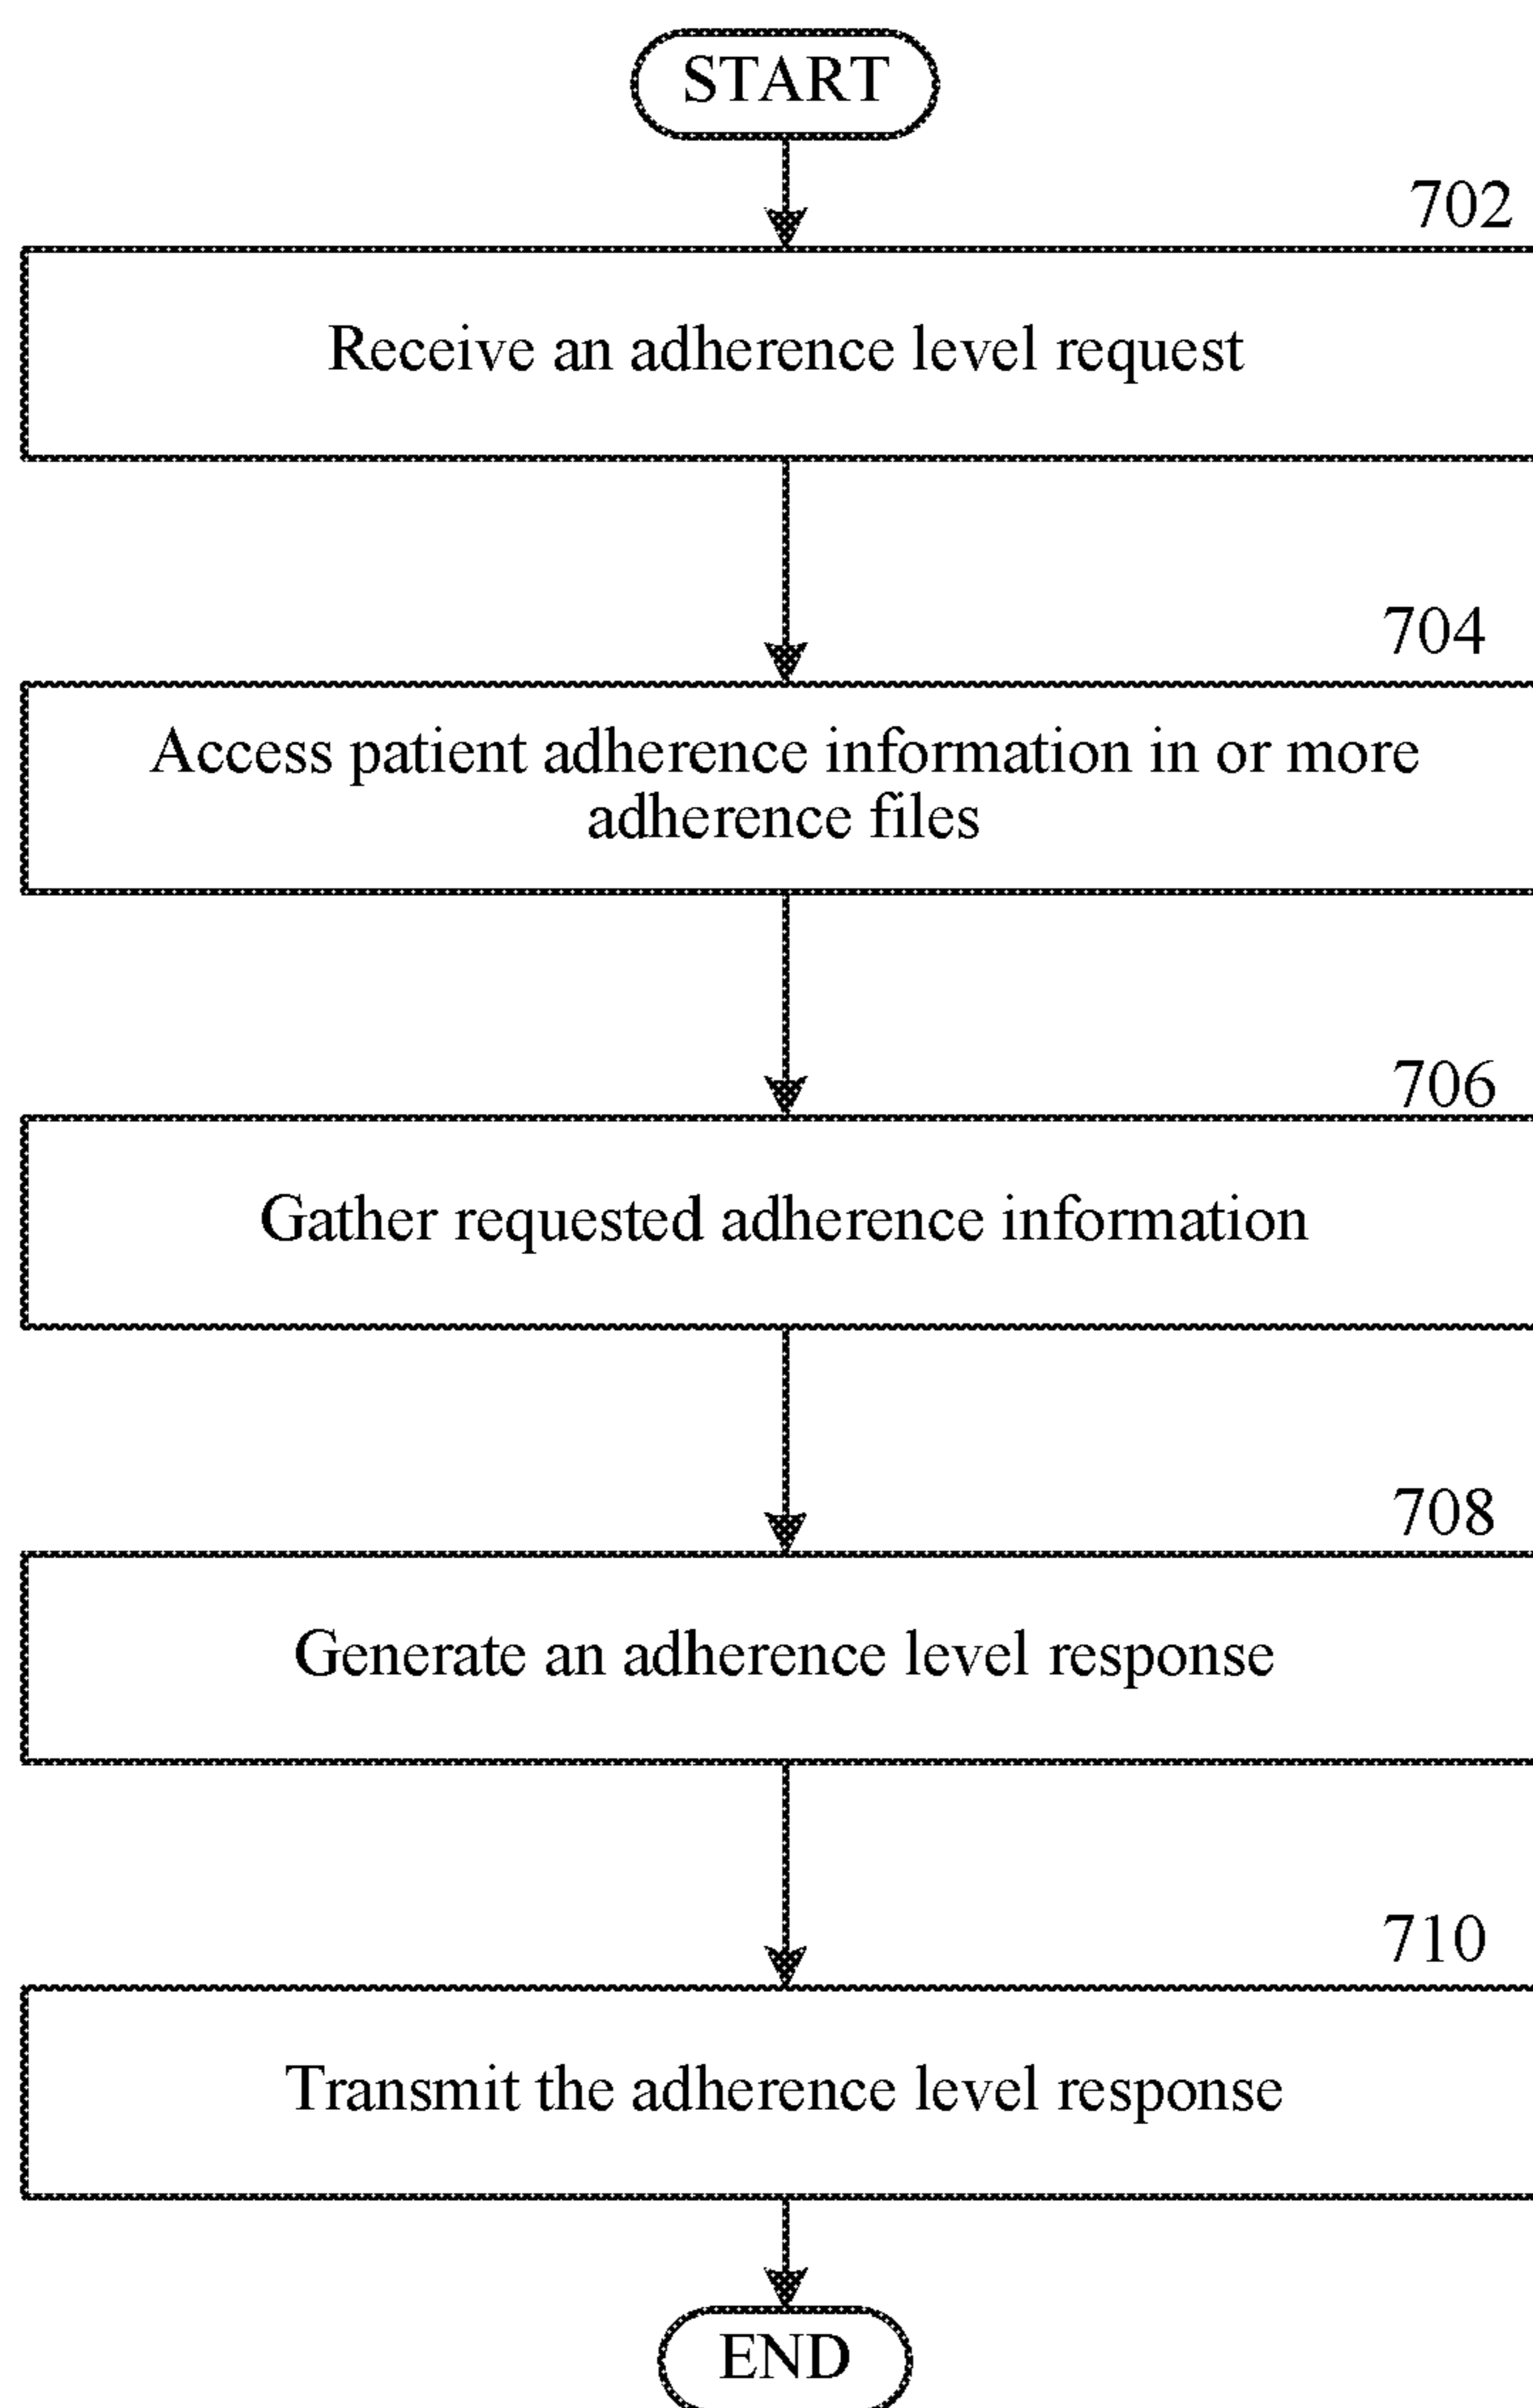 START
702
Receive an adherence level request
704
Access patient adherence information in or more
adherence files
706
Gather requested adherence information
708
Generate an adherence level response
710
Transmit the adherence level response
END